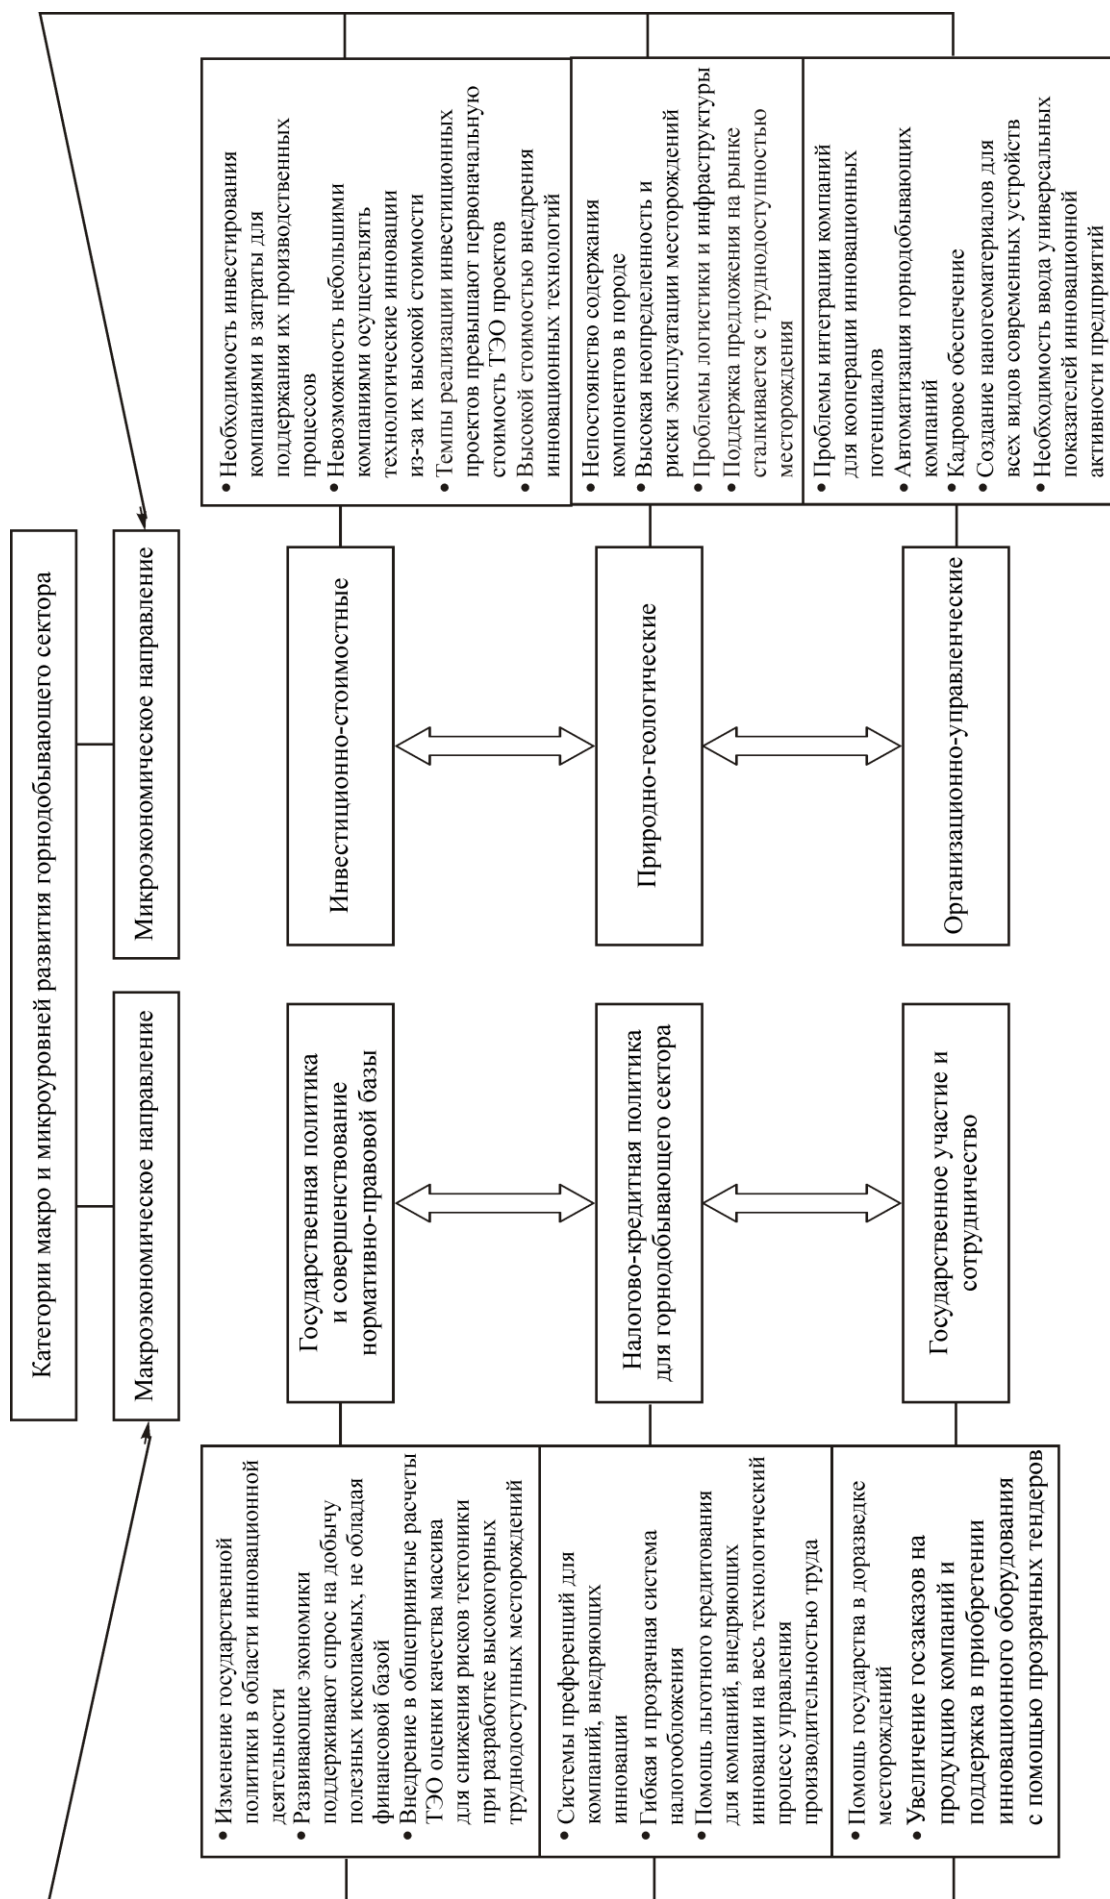 Категории макро и микроуровней развития горнодобывающего сектора
Макроэкономическое направление
Микроэкономическое направление
• Изменение государственной
политики в области инновационной
деятельности
• Развивающие экономики
поддерживают спрос на добычу
полезных ископаемых, не обладая
финансовой базой
• Внедрение в общепринятые расчеты
ТЭО оценки качества массива
для снижения рисков тектоники
при разработке высокогорных
труднодоступных месторождений
Государственная политика
и совершенствование
нормативно-правовой базы
Инвестиционно-стоимостные
• Необходимость инвестирования
компаниями в затраты для
поддержания их производственных
процессов
• Невозможность небольшими
компаниями осуществлять
технологические инновации
из-за их высокой стоимости
• Темпы реализации инвестиционных
проектов превышают первоначальную
стоимость ТЭО проектов
• Высокой стоимостью внедрения
инновационных технологий
• Системы преференций для
компаний, внедряющих
инновации
• Гибкая и прозрачная система
налогообложения
• Помощь льготного кредитования
для компаний, внедряющих
инновации на весь технологический
процесс управления
производительностью труда
Налогово-кредитная политика
для горнодобывающего сектора
Природно-геологические
• Непостоянство содержания
компонентов в породе
• Высокая неопределенность и
риски эксплуатации месторождений
• Проблемы логистики и инфраструктуры
• Поддержка предложения на рынке
сталкивается с труднодоступностью
месторождения
• Помощь государства в доразведке
месторождений
• Увеличение госзаказов на
продукцию компаний и
поддержка в приобретении
инновационного оборудования
с помощью прозрачных тендеров
Государственное участие и
сотрудничество
Организационно-управленческие
• Проблемы интеграции компаний
для кооперации инновационных
потенциалов
• Автоматизация горнодобывающих
компаний
• Кадровое обеспечение
• Создание наногеоматериалов для
всех видов современных устройств
• Необходимость ввода универсальных
показателей инновационной
активности предприятий